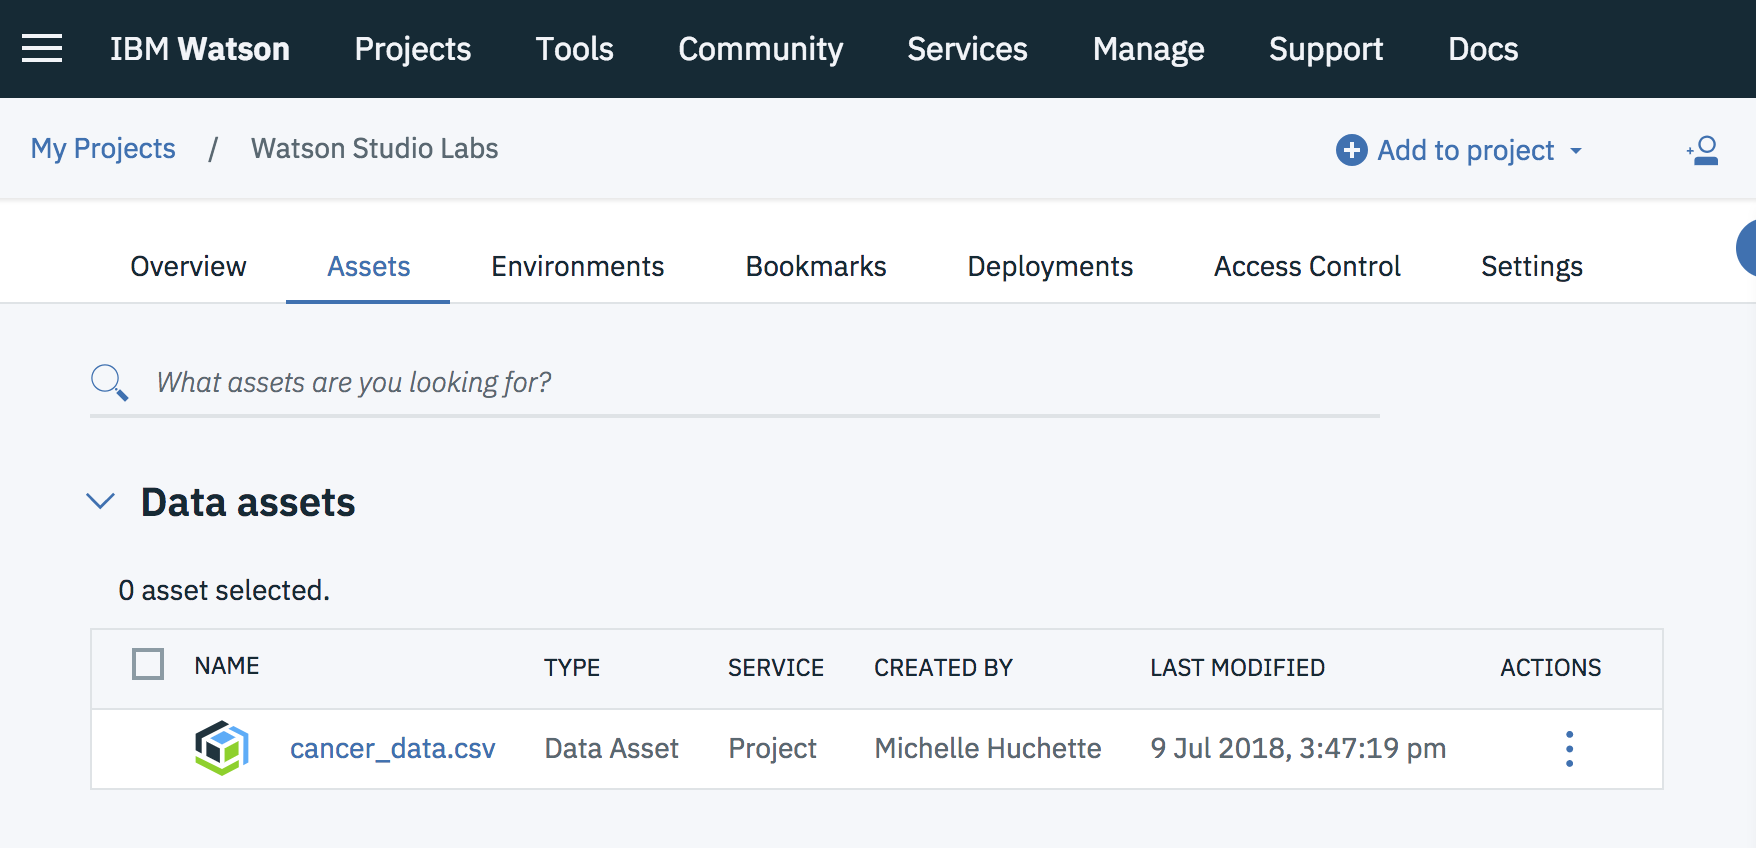 IBM Watson Projects Tools Community Services Manage Support Docs
My Projects / Watson Studio Labs Add to project
Overview Assets Environments Bookmarks Deployments Access Control Settings
What assets are you looking for?
Data assets
0 asset selected.
NAME TYPE SERVICE CREATED BY LAST MODIFIED ACTIONS
cancer_data.csv Data Asset Project Michelle Huchette 9 Jul 2018, 3:47:19 pm